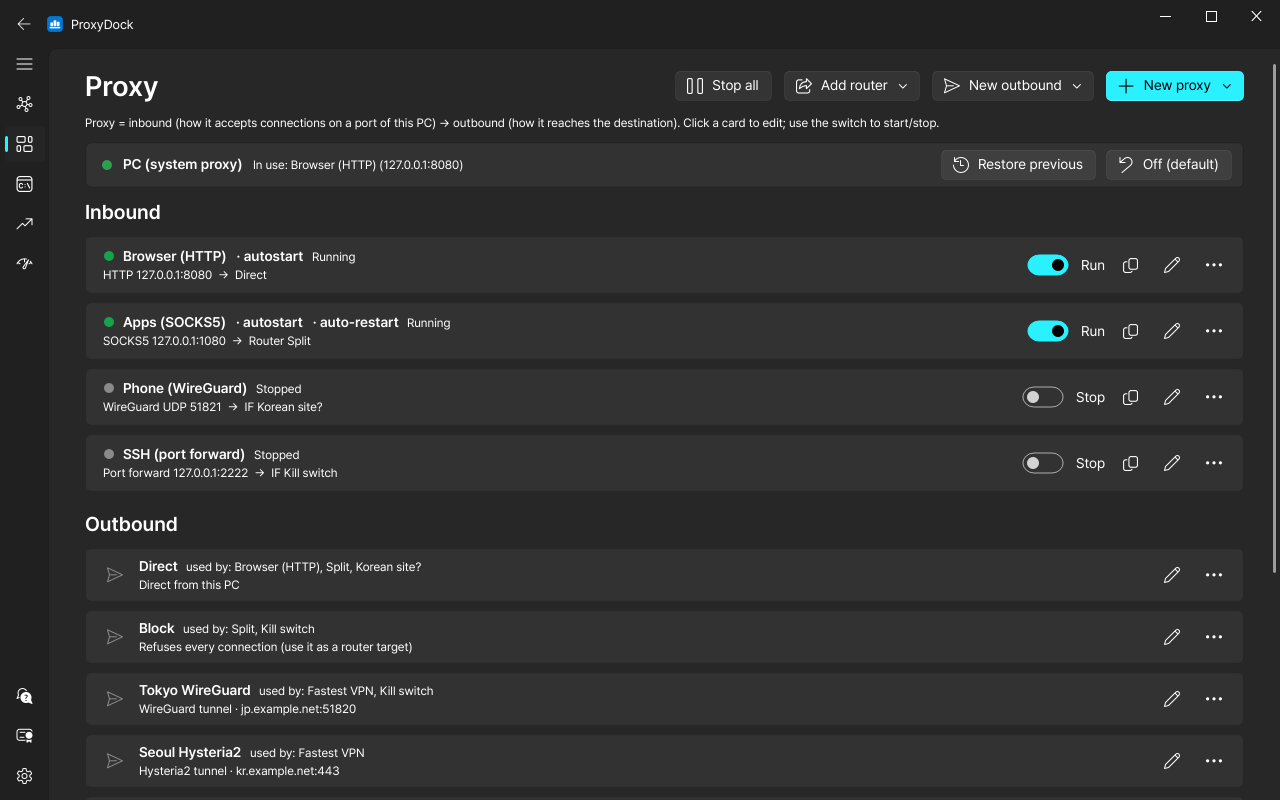 ProxyDock
Proxy
Stop all
Add router
New outbound
New proxy
Proxy = inbound (how it accepts connections on a port of this PC) → outbound (how it reaches the destination). Click a card to edit; use the switch to start/stop.
PC (system proxy) In use: Browser (HTTP) (127.0.0.1:8080)
Restore previous
Off (default)
Inbound
Browser (HTTP) · autostart Running
HTTP 127.0.0.1:8080 → Direct
Run
Apps (SOCKS5) · autostart · auto-restart Running
SOCKS5 127.0.0.1:1080 → Router Split
Run
Phone (WireGuard) Stopped
WireGuard UDP 51821 → IF Korean site?
Stop
SSH (port forward) Stopped
Port forward 127.0.0.1:2222 → IF Kill switch
Stop
Outbound
Direct used by: Browser (HTTP), Split, Korean site?
Direct from this PC
Block used by: Split, Kill switch
Refuses every connection (use it as a router target)
Tokyo WireGuard used by: Fastest VPN, Kill switch
WireGuard tunnel · jp.example.net:51820
Seoul Hysteria2 used by: Fastest VPN
Hysteria2 tunnel · kr.example.net:443